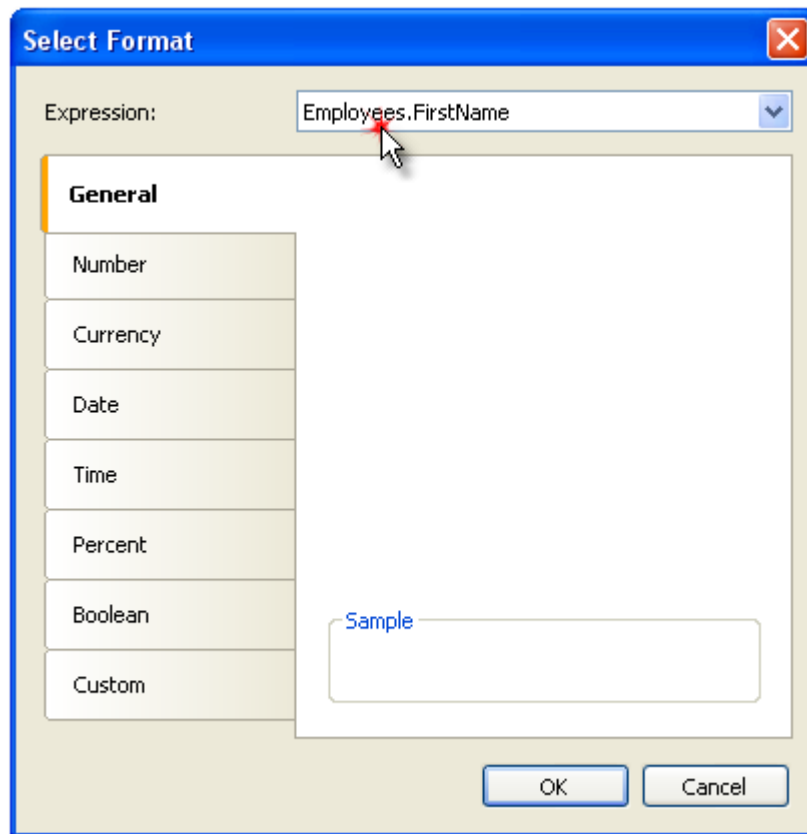 Select Format
Expression: Employees.FirstName
General
Number
Currency
Date
Time
Percent
Boolean
Custom
Sample
OK Cancel